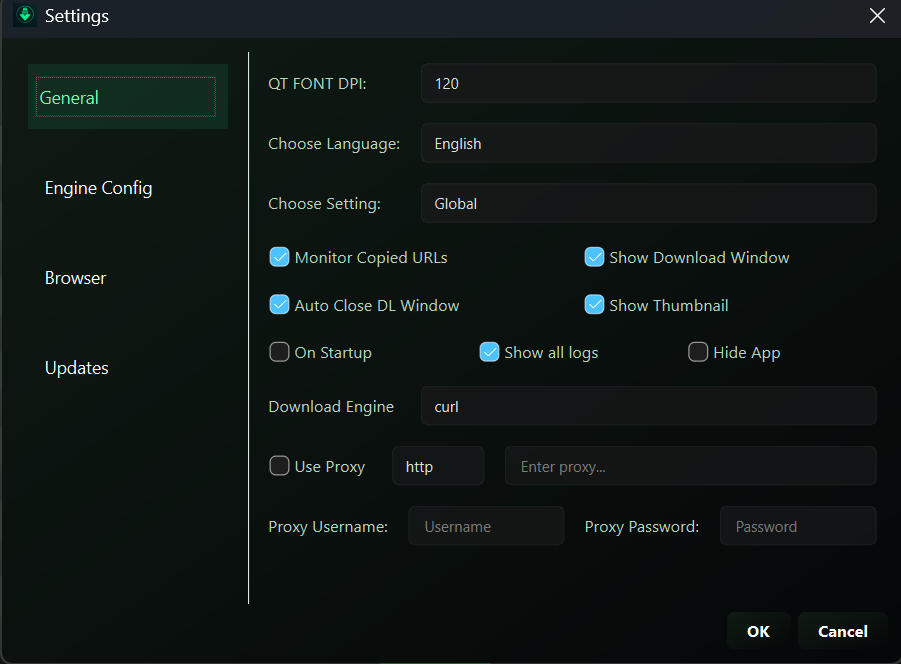 Settings
General
Engine Config
Browser
Updates
QT FONT DPI: 120
Choose Language: English
Choose Setting: Global
Monitor Copied URLs Show Download Window
Auto Close DL Window Show Thumbnail
On Startup Show all logs Hide App
Download Engine curl
Use Proxy http Enter proxy...
Proxy Username: Username Proxy Password: Password
OK Cancel